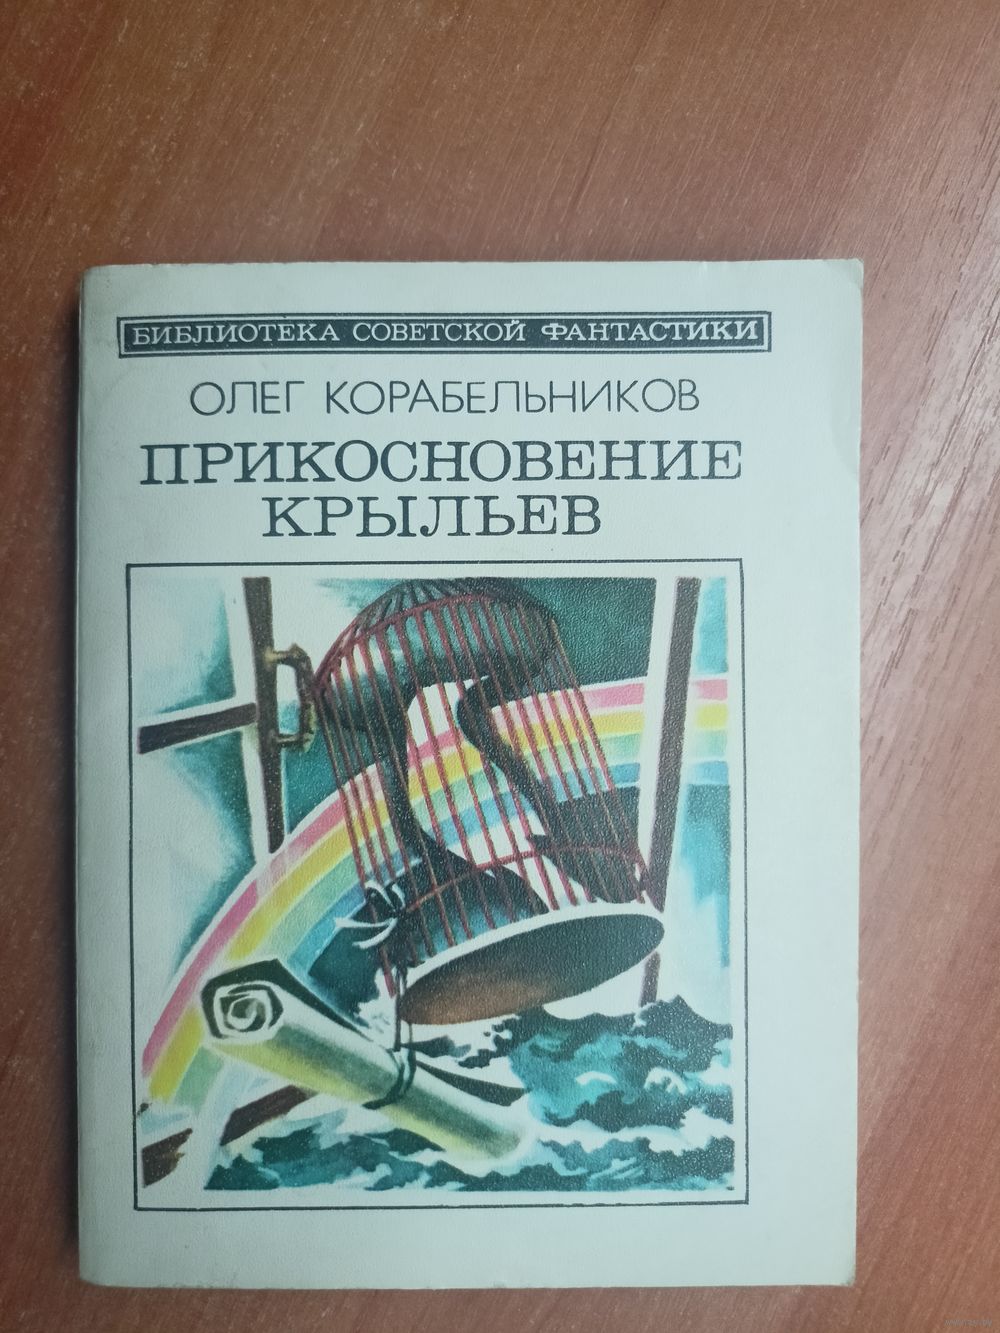 БИБЛИОТЕКА СОВЕТСКОЙ ФАНТАСТИКИ
ОЛЕГ КОРАБЕЛЬНИКОВ
ПРИКОСНОВЕНИЕ
КРЫЛЬЕВ